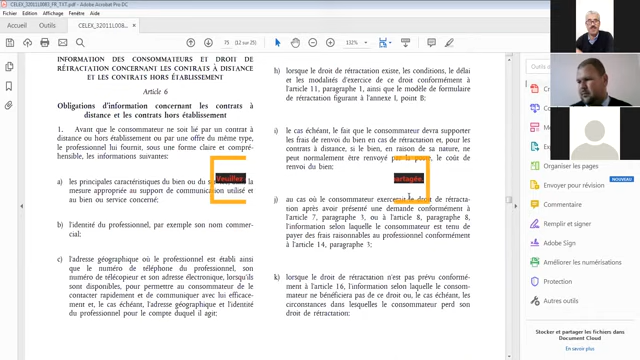 CELEX_32011L0083_FR_TXT.pdf - Adobe Acrobat Pro DC
Fichier Edition Affichage Fenêtre Aide
Accueil Outils CELEX_32011L0083_...
75 (12 sur 25) 132%
INFORMATION DES CONSOMMATEURS ET DROIT DE
RÉTRACTATION CONCERNANT LES CONTRATS À DISTANCE
ET LES CONTRATS HORS ÉTABLISSEMENT
Article 6
Obligations d'information concernant les contrats à
distance et les contrats hors établissement
1. Avant que le consommateur ne soit lié par un contrat à
distance ou hors établissement ou par une offre du même type,
le professionnel lui fournit, sous une forme claire et compré-
hensible, les informations suivantes:
a) les principales caractéristiques du bien ou du la
mesure appropriée au support de communication utilisé et
au bien ou service concerné;
b) l'identité du professionnel, par exemple son nom commer-
cial;
c) l'adresse géographique où le professionnel est établi ainsi
que le numéro de téléphone du professionnel, son
numéro de télécopieur et son adresse électronique, lorsqu'ils
sont disponibles, pour permettre au consommateur de le
contacter rapidement et de communiquer avec lui efficace-
ment et, le cas échéant, l'adresse géographique et l'identité
du professionnel pour le compte duquel il agit;
h) lorsque le droit de rétractation existe, les conditions, le délai
et les modalités d'exercice de ce droit conformément à
l'article 11, paragraphe 1, ainsi que le modèle de formulaire
de rétractation figurant à l'annexe I, point B;
i) le cas échéant, le fait que le consommateur devra supporter
les frais de renvoi du bien en cas de rétractation et, pour les
contrats à distance, si le bien, en raison de sa nature, ne
peut normalement être renvoyé par la poste, le coût de
renvoi du bien;
Veuillez
partagée
j) au cas où le consommateur exercerait le droit de rétracta-
tion après avoir présenté une demande conformément à
l'article 7, paragraphe 3, ou à l'article 8, paragraphe 8,
l'information selon laquelle le consommateur est tenu de
payer des frais raisonnables au professionnel conformément
à l'article 14, paragraphe 3;
k) lorsque le droit de rétractation n'est pas prévu conformé-
ment à l'article 16, l'information selon laquelle le consom-
mateur ne bénéficiera pas de ce droit ou, le cas échéant, les
circonstances dans lesquelles le consommateur perd son
droit de rétractation;
Organiser les pages
Envoyer pour révision
Commentaire
Remplir et signer
Adobe Sign
Améliorer les numérisations
Protection
Autres outils
Stocker et partager les fichiers dans
Document Cloud
En savoir plus